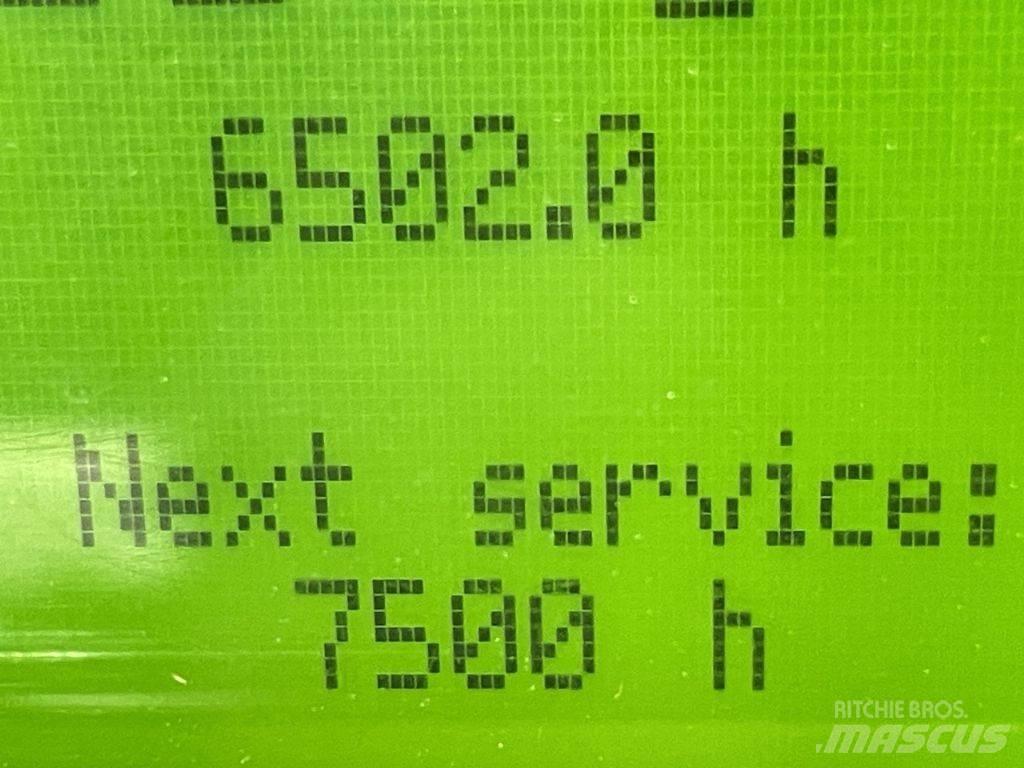 6502.0 h
Next service:
7500 h
RITCHIE BROS.
MASCUS